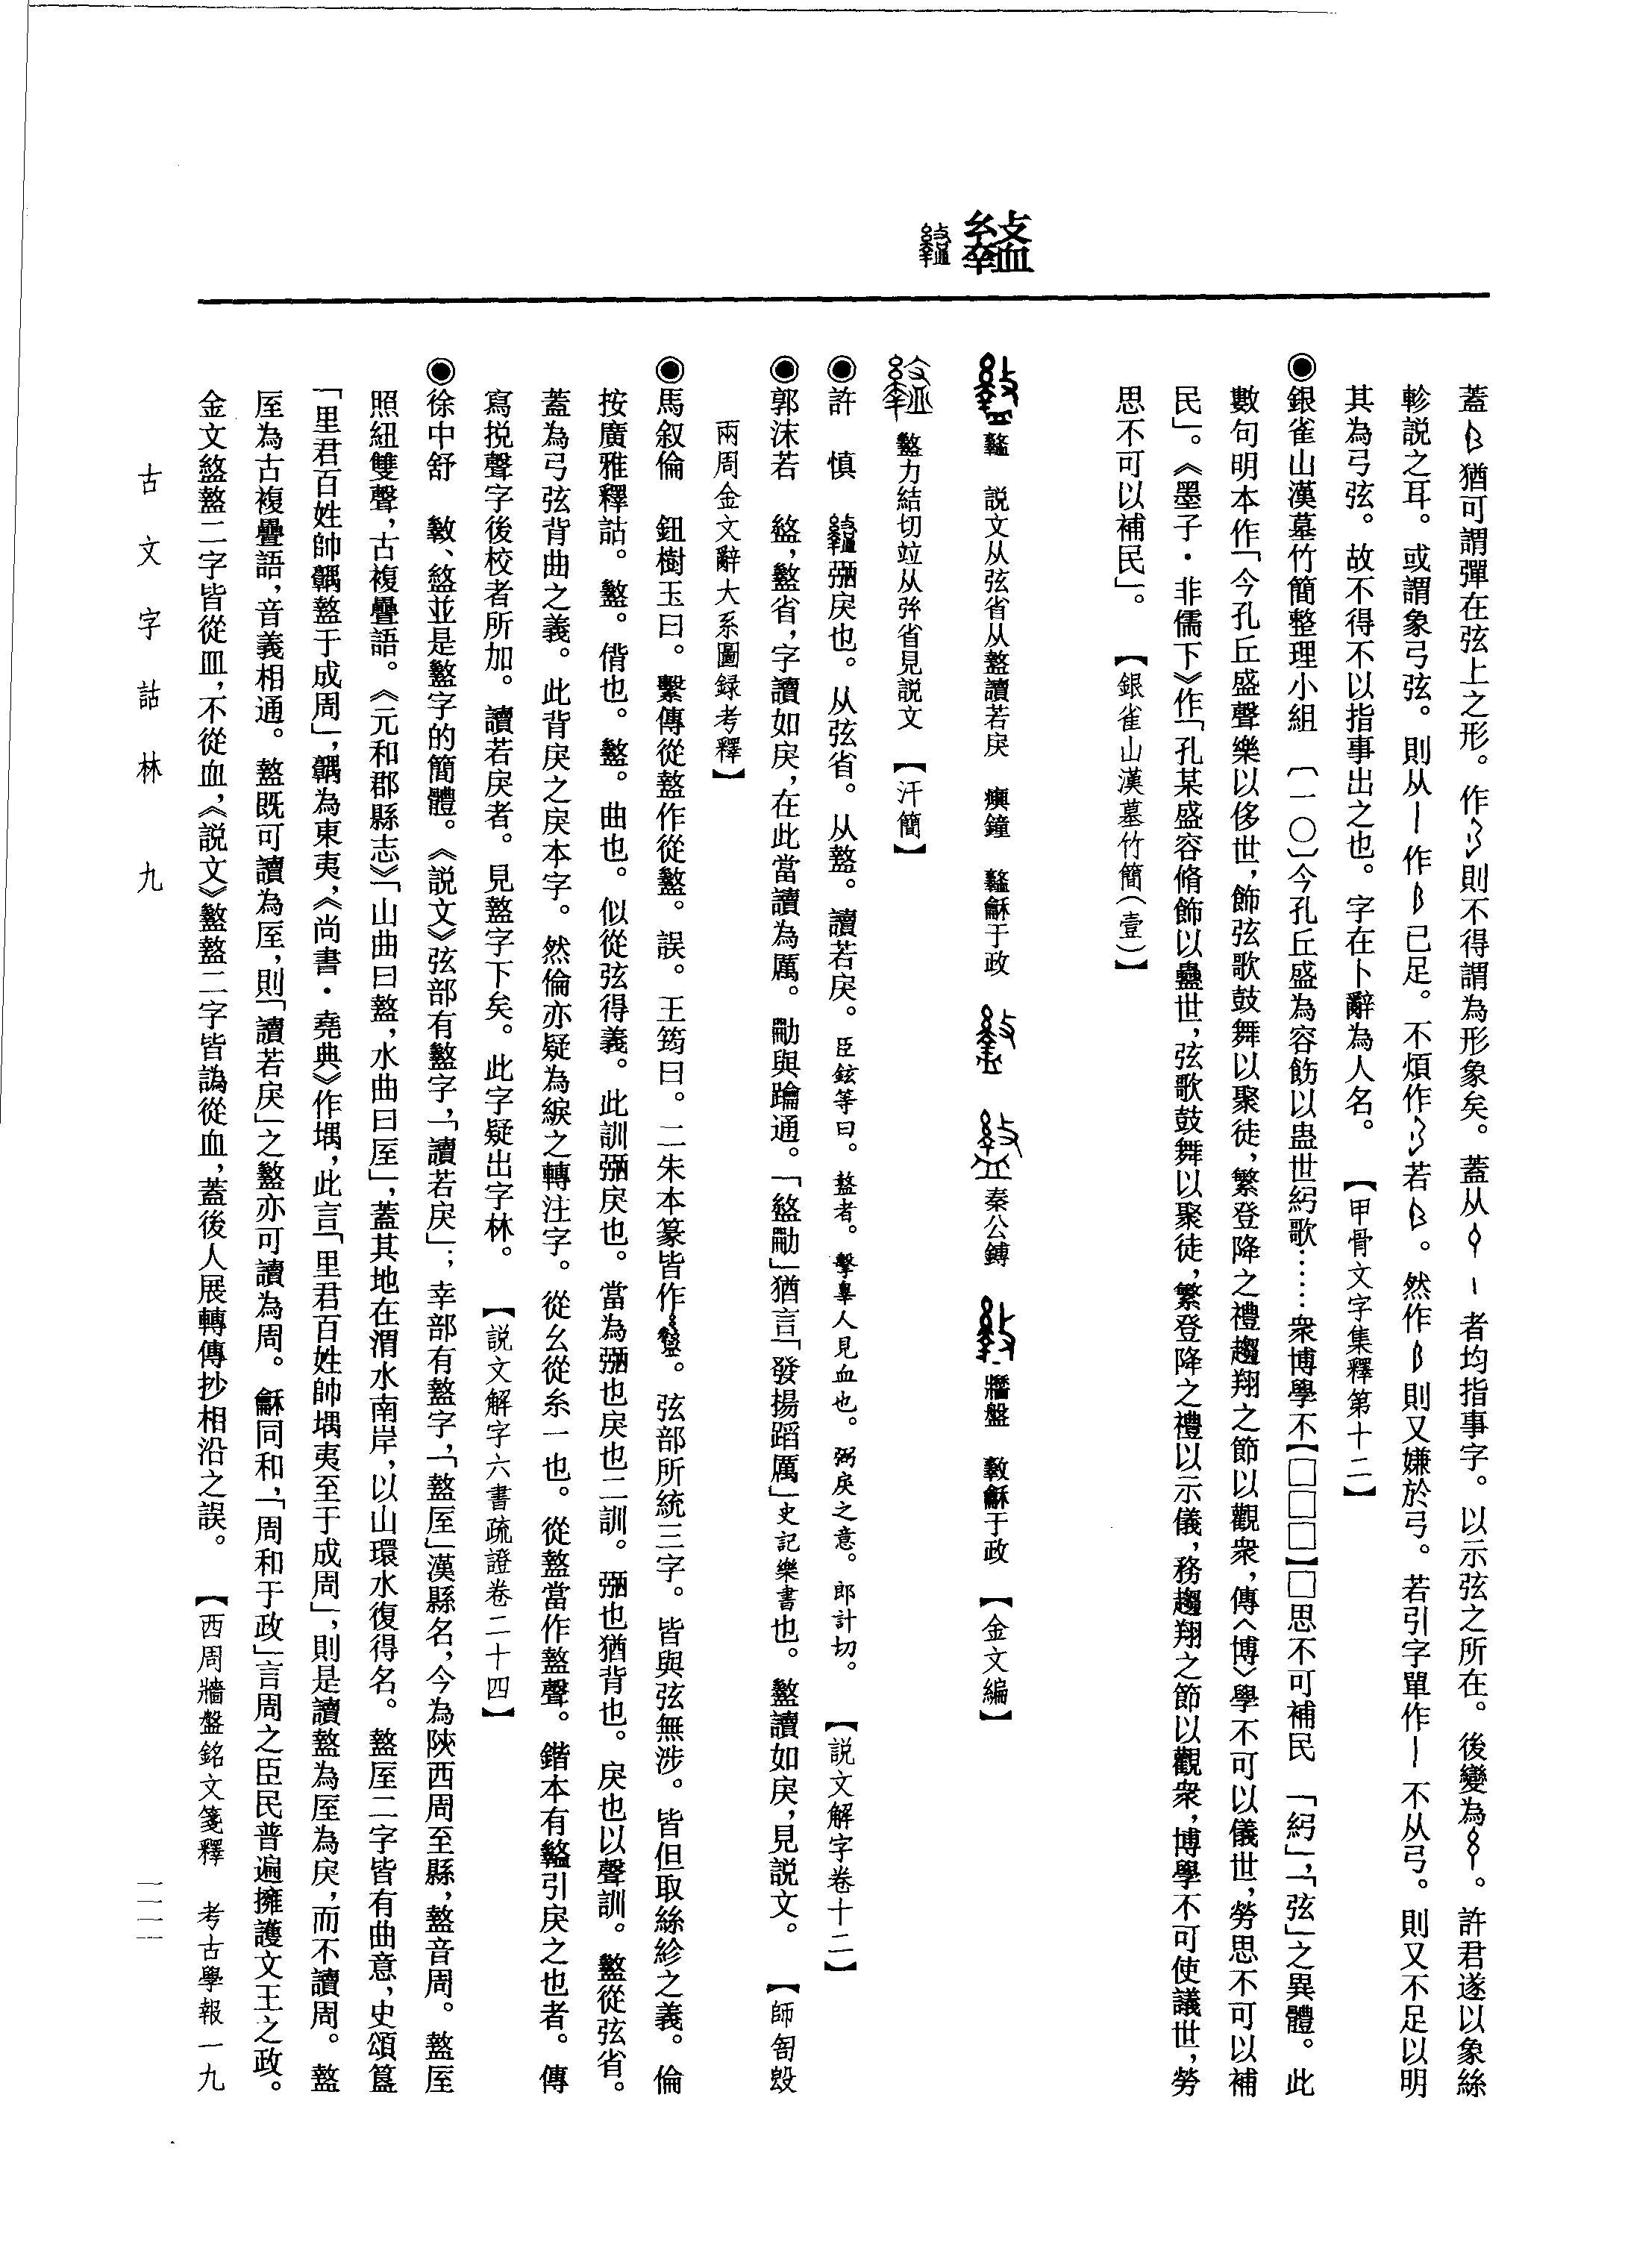 盭
蓋猶可謂彈在弦上之形。作則不得謂為形象矣。蓋从者均指事字。以示弦之所在。後變為。許君遂以象絲
軫說之耳。或謂象弓弦。則从作已足。不煩作若。然作則又嫌於弓。若引字單作不从弓。則又不足以明
其為弓弦。故不得不以指事出之也。字在卜辭為人名。【甲骨文字集釋第十二】
◉銀雀山漢墓竹簡整理小組 〔一〇〕今孔丘盛為容飭以蛊世䋈歌……衆博學不【□□□】□思不可補民 「䋈」,「弦」之異體。此
數句明本作「今孔丘盛聲樂以侈世,飾弦歌鼓舞以聚徒,繁登降之禮趨翔之節以觀衆,傳〈博〉學不可以儀世,勞思不可以補
民」。《墨子·非儒下》作「孔某盛容脩飾以蠱世,弦歌鼓舞以聚徒,繁登降之禮以示儀,務趨翔之節以觀衆,博學不可使議世,勞
思不可以補民」。【銀雀山漢墓竹簡(壹)】
盭 說文从弦省从盩讀若戾 𤼈鐘 盭龢于政 秦公鎛 牆盤 龢于政 【金文編】
盭力結切竝从弦省見說文 【汗簡】
◉許 慎 盭弼戾也。从弦省。从盩。讀若戾。臣鉉等曰。盩者。擊辠人見血也。弼戾之意。郎計切。【說文解字卷十二】
◉郭沫若 盭省,字讀如戾,在此當讀為厲。與踚通。猶言「發揚蹈厲」史記樂書也。盭讀如戾,見說文。【師訇𣪘
兩周金文辭大系圖録考釋】
◉馬叙倫 鈕樹玉曰。繫傳從盩作從盭。誤。王筠曰。二朱本篆皆作。弦部所統三字。皆與弦無涉。皆但取絲紾之義。倫
按廣雅釋詁。盭。偝也。盭。曲也。似從弦得義。此訓弼戾也。當為弼也戾也二訓。弼也猶背也。戾也以聲訓。盭從弦省。
蓋為弓弦背曲之義。此背戾之戾本字。然倫亦疑為綟之轉注字。從幺從糸一也。從盩當作盩聲。鍇本有引戾之也者。傳
寫捝聲字後校者所加。讀若戾者。見盩字下矣。此字疑出字林。【說文解字六書疏證卷二十四】
◉徐中舒 並是盭字的簡體。《說文》弦部有盭字,「讀若戾」;幸部有盩字,「盩厔」漢縣名,今為陝西周至縣,盩音周。盩厔
照紐雙聲,古複疊語。《元和郡縣志》「山曲曰盩,水曲曰厔」,蓋其地在渭水南岸,以山環水復得名。盩厔二字皆有曲意,史頌簋
「里君百姓帥盩于成周」,為東夷,《尚書·堯典》作堣,此言「里君百姓帥堣夷至于成周」,則是讀盩為厔為戾,而不讀周。盩
厔為古複疊語,音義相通。盩既可讀為厔,則「讀若戾」之盭亦可讀為周。龢同和,「周和于政」言周之臣民普遍擁護文王之政。
金文盭盩二字皆從皿,不從血,《說文》盭盩二字皆譌從血,蓋後人展轉傳抄相沿之誤。【西周牆盤銘文箋釋 考古學報一九
古文字詁林 九
一一二一